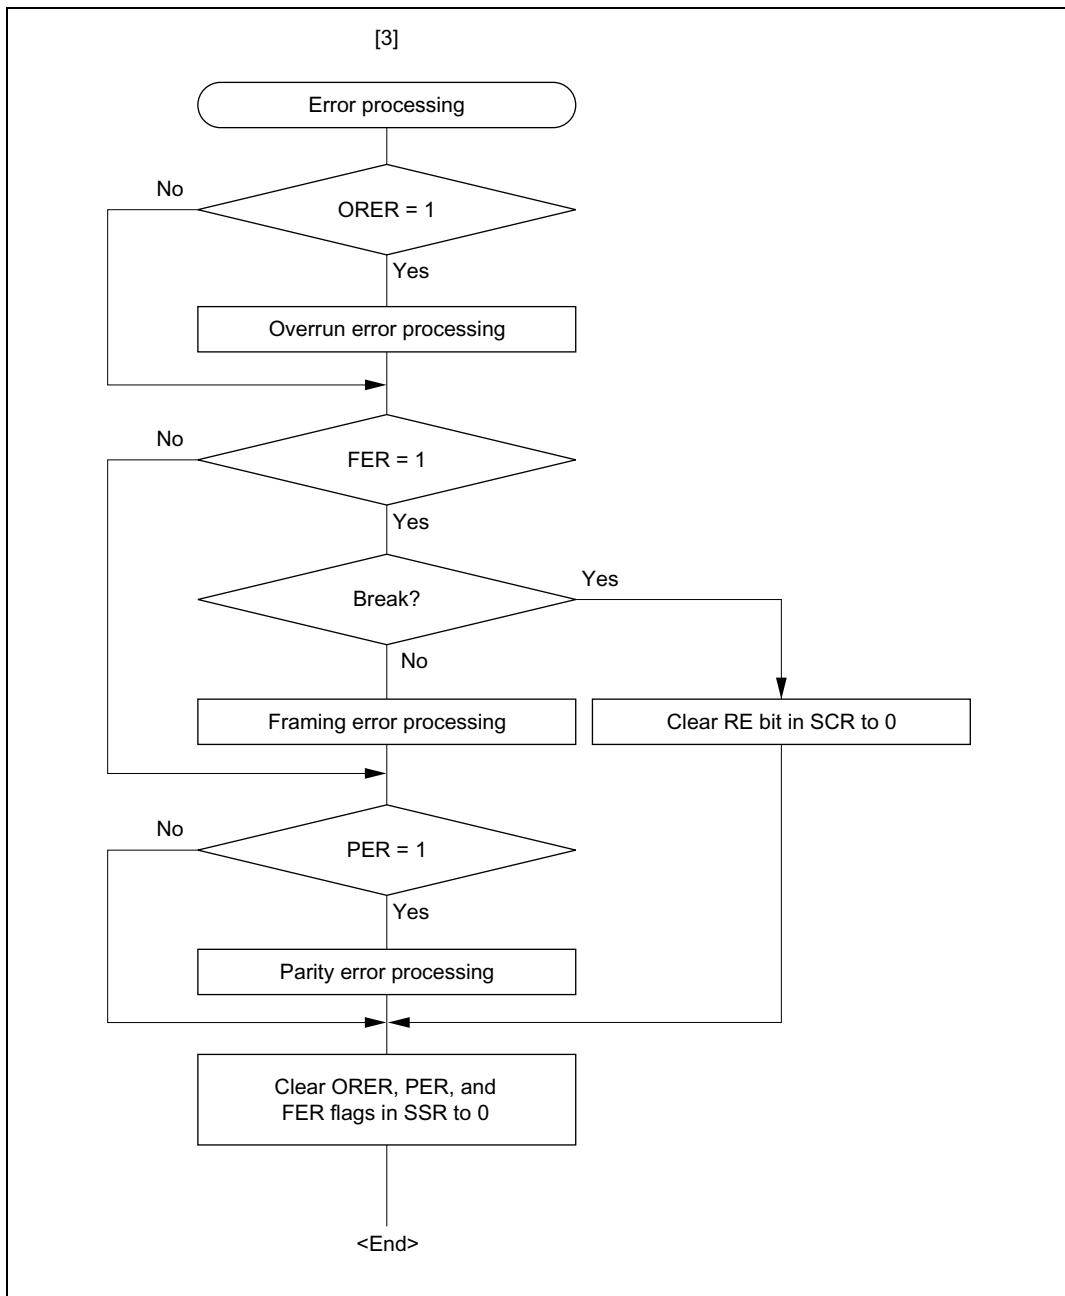 [3]
Error processing
No
ORER = 1
Yes
Overrun error processing
No
FER = 1
Yes
Break?
Yes
No
Framing error processing
Clear RE bit in SCR to 0
No
PER = 1
Yes
Parity error processing
Clear ORER, PER, and
FER flags in SSR to 0
<End>